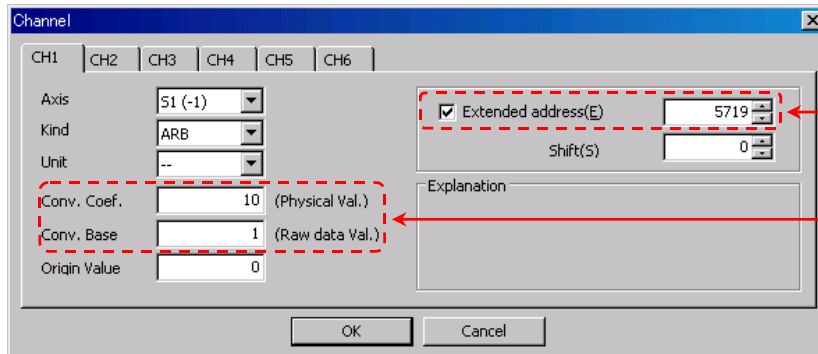 Channel
CH1 CH2 CH3 CH4 CH5 CH6
Axis S1 (-1)
Kind ARB
Unit --
Conv. Coef. 10 (Physical Val.)
Conv. Base 1 (Raw data Val.)
Origin Value 0
Extended address(E) 5719
Shift(S) 0
Explanation
OK Cancel